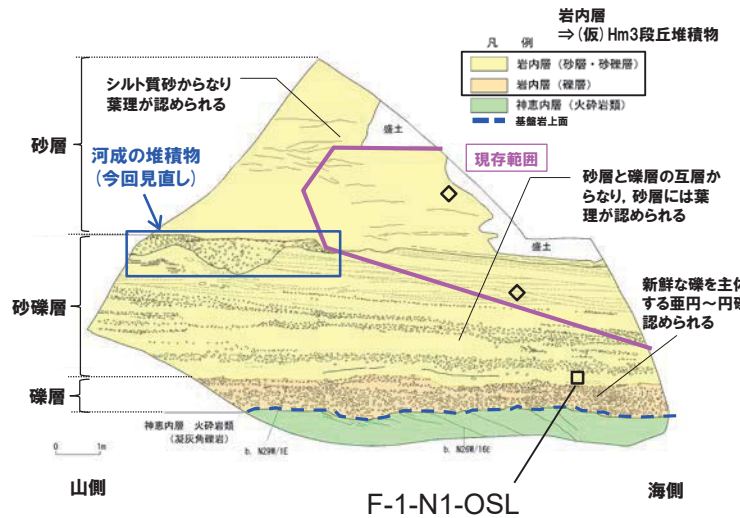 岩内層
⇒(仮) Hm3段丘堆積物
凡 例
岩内層（砂層・砂礫層）
岩内層（礫層）
神恵内層（火砕岩類）
基盤岩上面
シルト質砂からなり
葉理が認められる
盛土
砂層
河成の堆積物
(今回見直し)
現存範囲
砂層と礫層の互層か
らなり, 砂層には葉
理が認められる
盛土
新鮮な礫を主体
する亜円～円礫
認められる
砂礫層
礫層
神恵内層 火砕岩類
（凝灰角礫岩）
b. N29W/1E
b. N26W/16E
0 1m
山側
海側
F-1-N1-OSL